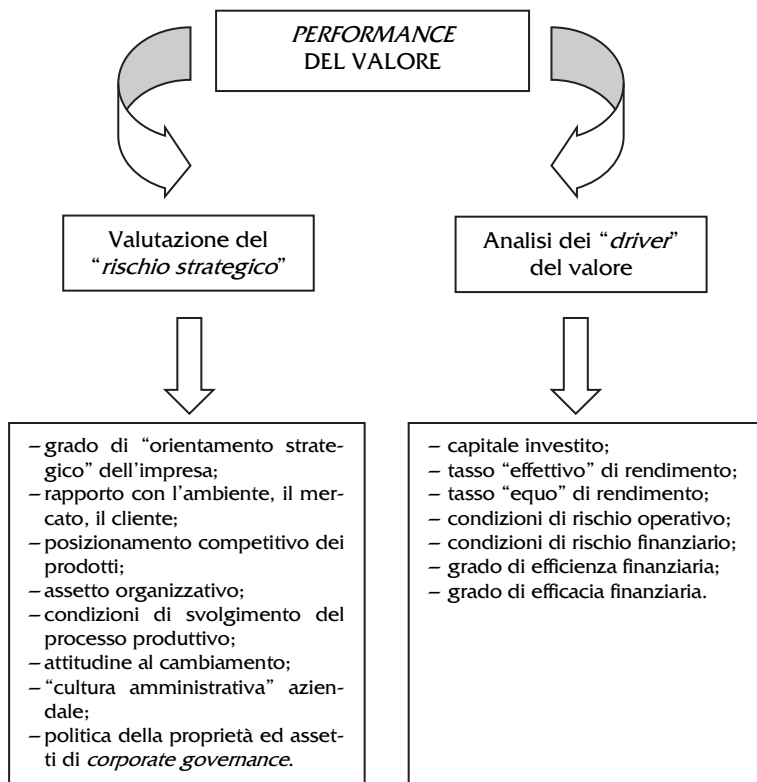 PERFORMANCE
DEL VALORE
Valutazione del
“rischio strategico”
Analisi dei “driver”
del valore
– grado di “orientamento strate-
gico” dell’impresa;
– rapporto con l’ambiente, il mer-
cato, il cliente;
– posizionamento competitivo dei
prodotti;
– assetto organizzativo;
– condizioni di svolgimento del
processo produttivo;
– attitudine al cambiamento;
– “cultura amministrativa” azien-
dale;
– politica della proprietà ed asset-
ti di corporate governance.
– capitale investito;
– tasso “effettivo” di rendimento;
– tasso “equo” di rendimento;
– condizioni di rischio operativo;
– condizioni di rischio finanziario;
– grado di efficienza finanziaria;
– grado di efficacia finanziaria.